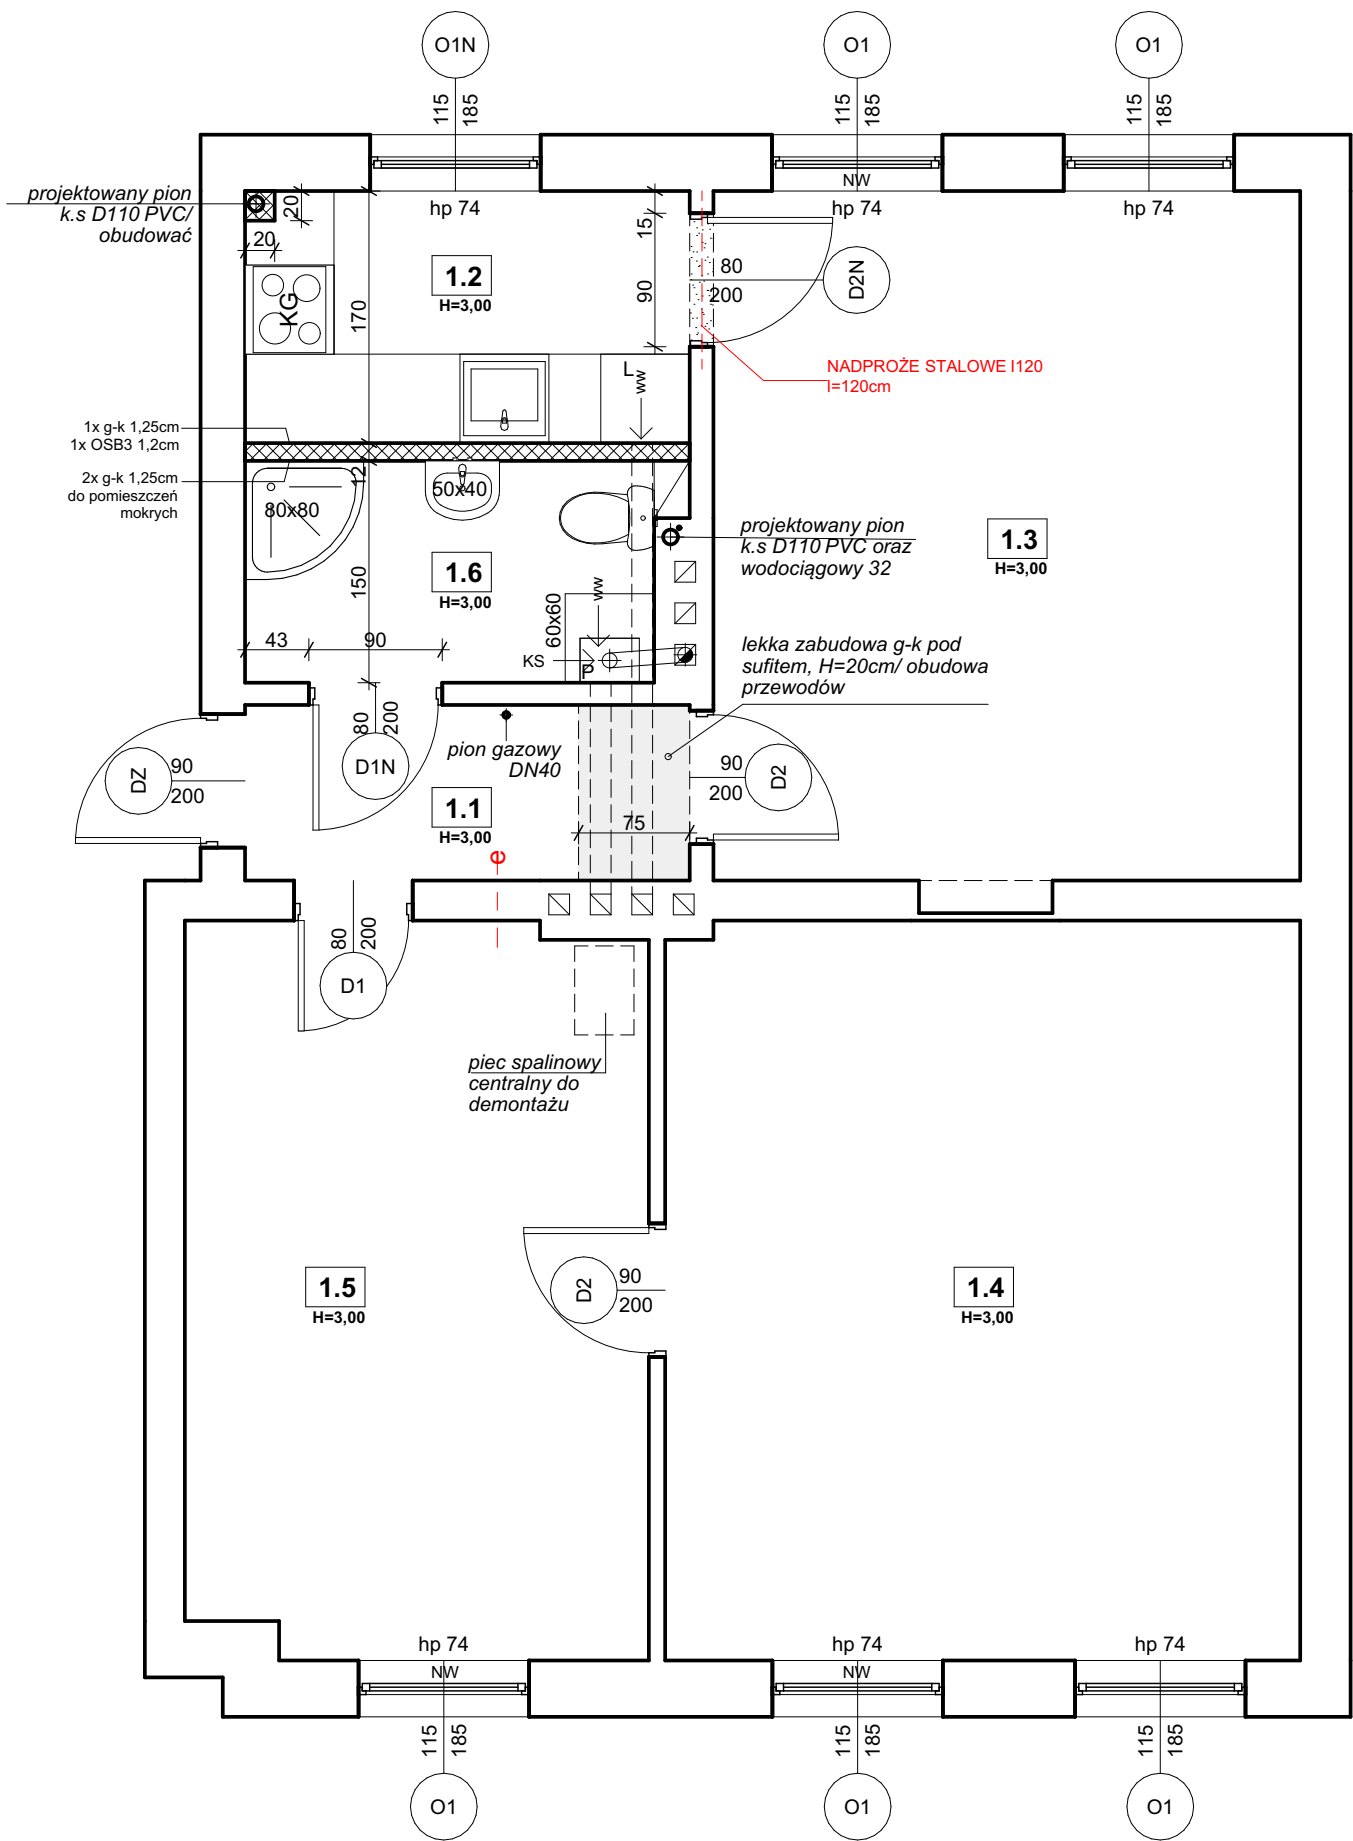 O1N
O1
O1
115
185
115
185
115
185
projektowany pion
k.s D110 PVC/
obudować
20
20
hp 74
NW
hp 74
hp 74
15
90
170
KG
1.2
H=3,00
80
200
D2N
NADPROŻE STALOWE I120
l=120cm
L
ww
1x g-k 1,25cm
1x OSB3 1,2cm
2x g-k 1,25cm
do pomieszczeń
mokrych
12
80x80
50x40
projektowany pion
k.s D110 PVC oraz
wodociągowy 32
1.3
H=3,00
1.6
H=3,00
150
ww
60x60
43
90
KS
P
lekka zabudowa g-k pod
sufitem, H=20cm/ obudowa
przewodów
80
200
D1N
pion gazowy
DN40
DZ
90
200
90
200
D2
1.1
H=3,00
75
e
80
200
D1
piec spalinowy
centralny do
demontażu
1.5
H=3,00
D2
90
200
1.4
H=3,00
hp 74
NW
hp 74
NW
hp 74
115
185
115
185
115
185
O1
O1
O1